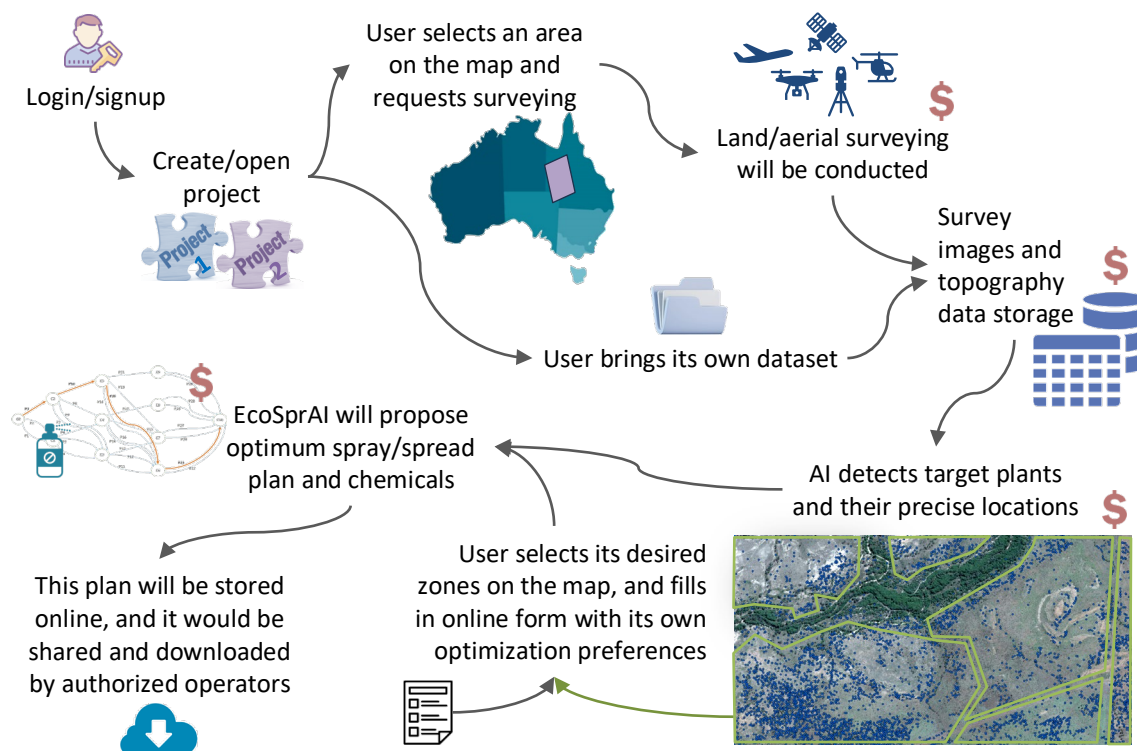 Login/signup
Create/open
project
Project
1
Project
2
User selects an area
on the map and
requests surveying
$
Land/aerial surveying
will be conducted
User brings its own dataset
Survey
images and
topography
data storage
$
AI detects target plants
and their precise locations
$
User selects its desired
zones on the map, and fills
in online form with its own
optimization preferences
$
EcoSprAI will propose
optimum spray/spread
plan and chemicals
This plan will be stored
online, and it would be
shared and downloaded
by authorized operators